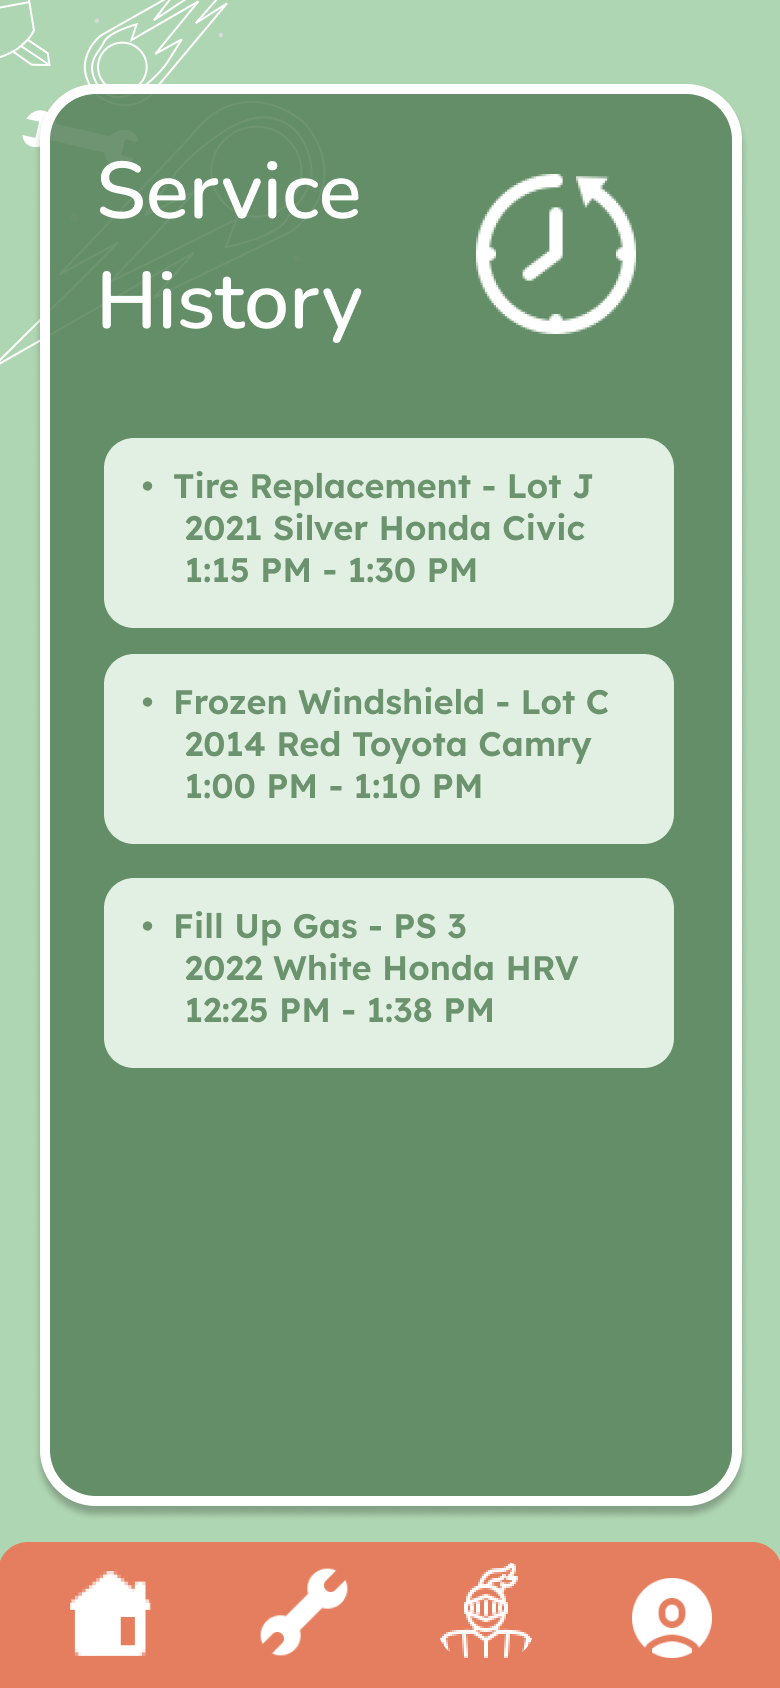 Service
History
• Tire Replacement - Lot J
2021 Silver Honda Civic
1:15 PM - 1:30 PM
• Frozen Windshield - Lot C
2014 Red Toyota Camry
1:00 PM - 1:10 PM
• Fill Up Gas - PS 3
2022 White Honda HRV
12:25 PM - 1:38 PM